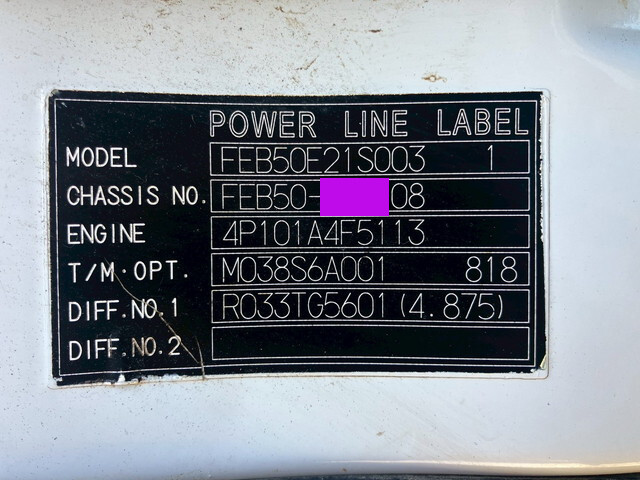 POWER LINE LABEL
MODEL FEB50E21S003 1
CHASSIS NO. FEB50- 08
ENGINE 4P101A4F5113
T/M·OPT. M038S6A001 818
DIFF.NO.1 R033TG5601(4.875)
DIFF.NO.2